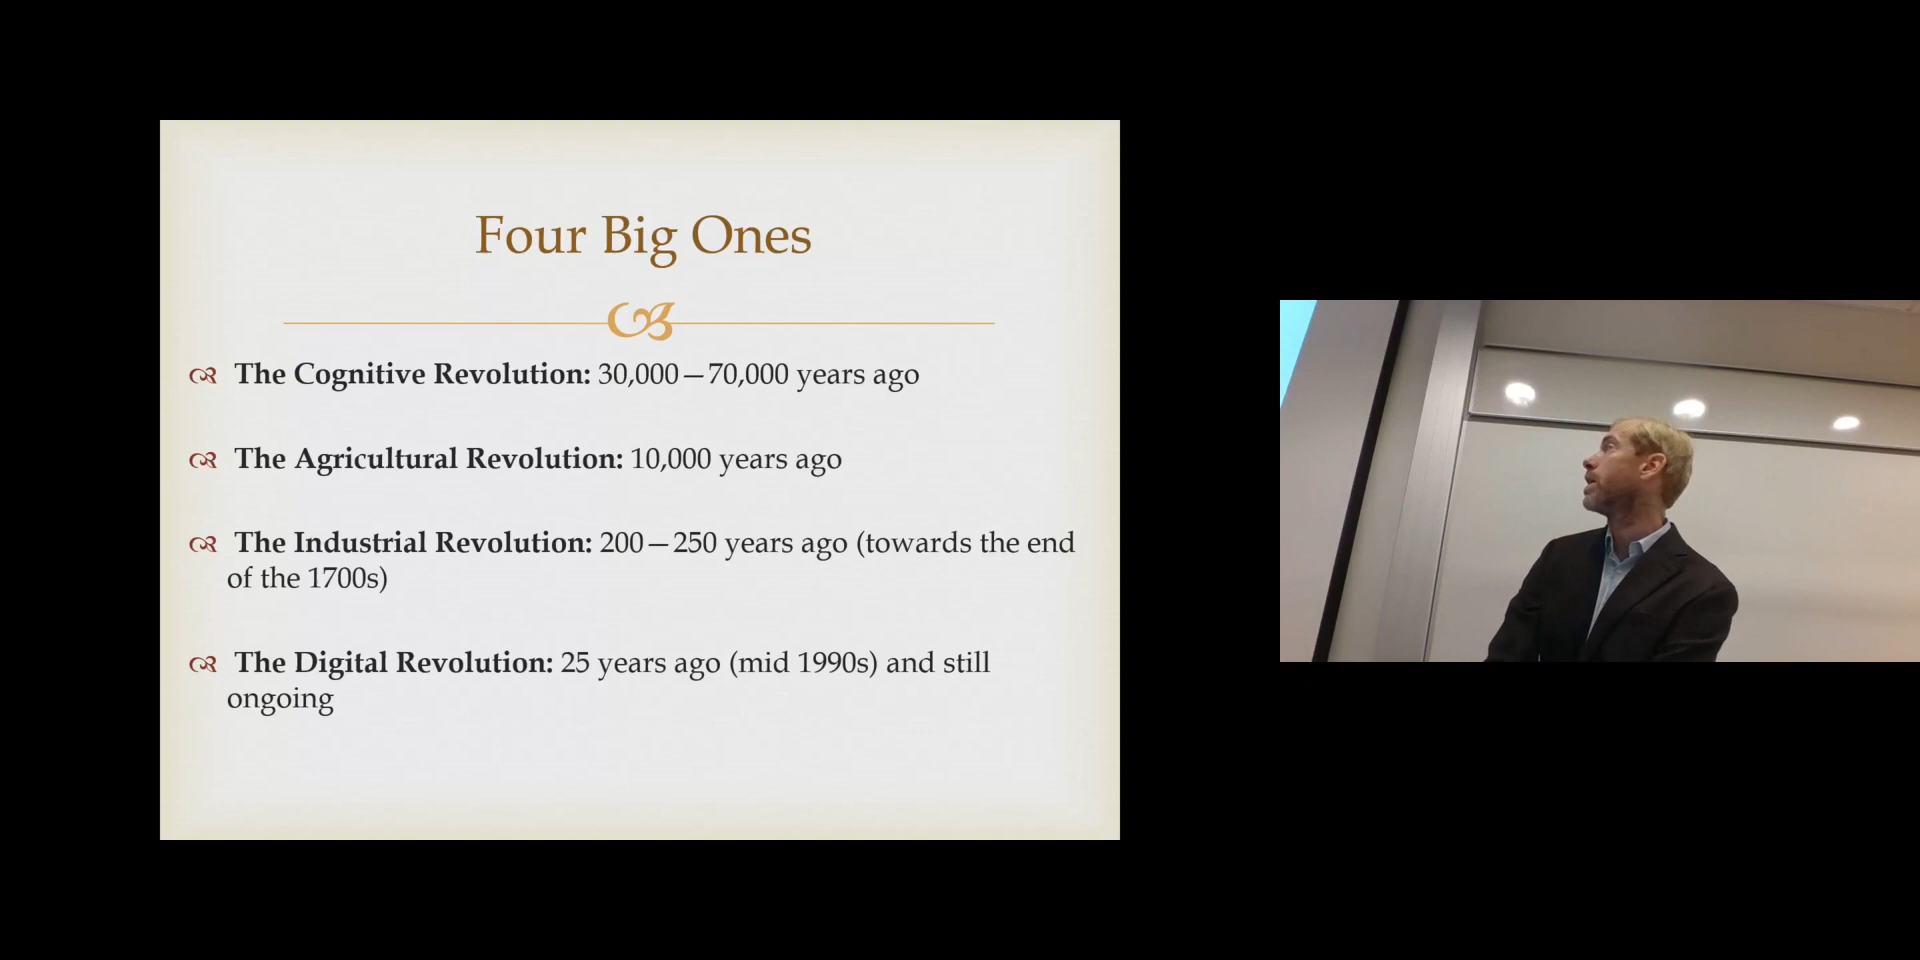 Four Big Ones
The Cognitive Revolution: 30,000—70,000 years ago
The Agricultural Revolution: 10,000 years ago
The Industrial Revolution: 200—250 years ago (towards the end
of the 1700s)
The Digital Revolution: 25 years ago (mid 1990s) and still
ongoing